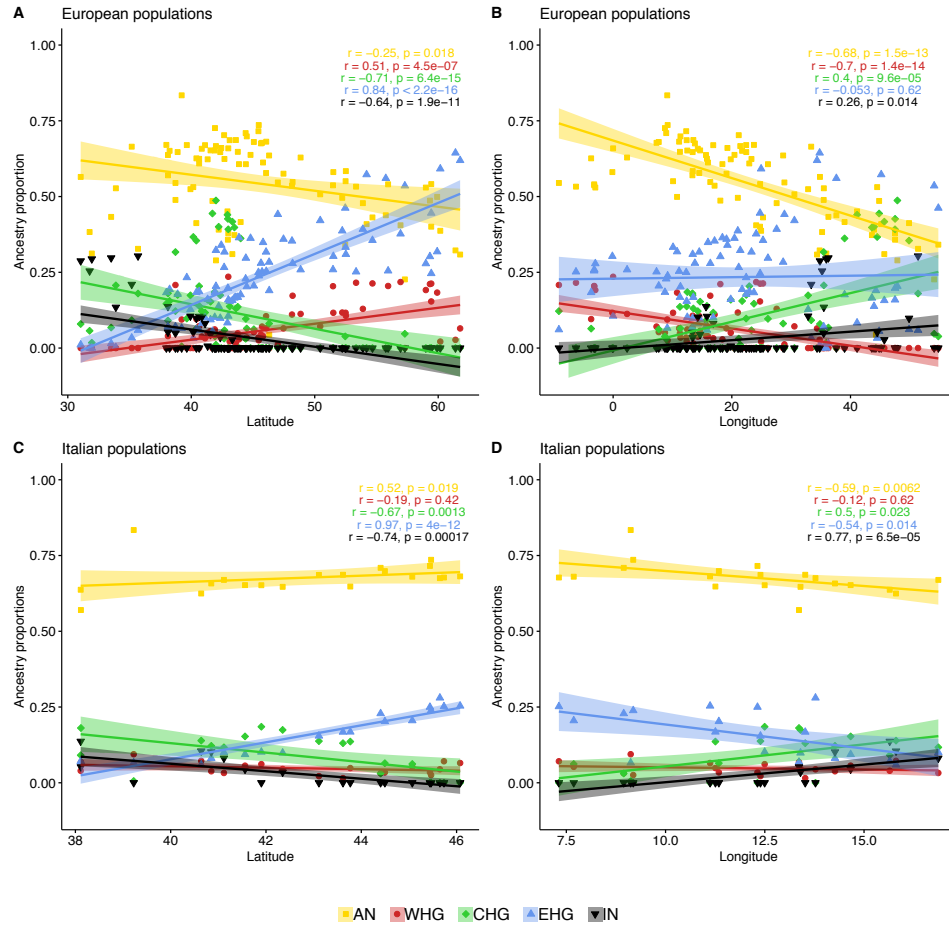 A European populations
1.00
0.75
0.50
0.25
0.00
Ancestry proportion
r = −0.25, p = 0.018
r = 0.51, p = 4.5e−07
r = −0.71, p = 6.4e−15
r = 0.84, p < 2.2e−16
r = −0.64, p = 1.9e−11
30 40 50 60
Latitude
B European populations
1.00
0.75
0.50
0.25
0.00
Ancestry proportion
r = −0.68, p = 1.5e−13
r = −0.7, p = 1.4e−14
r = 0.4, p = 9.6e−05
r = −0.053, p = 0.62
r = 0.26, p = 0.014
0 20 40
Longitude
C Italian populations
1.00
0.75
0.50
0.25
0.00
Ancestry proportions
r = 0.52, p = 0.019
r = −0.19, p = 0.42
r = −0.67, p = 0.0013
r = 0.97, p = 4e−12
r = −0.74, p = 0.00017
38 40 42 44 46
Latitude
D Italian populations
1.00
0.75
0.50
0.25
0.00
Ancestry proportions
r = −0.59, p = 0.0062
r = −0.12, p = 0.62
r = 0.5, p = 0.023
r = −0.54, p = 0.014
r = 0.77, p = 6.5e−05
7.5 10.0 12.5 15.0
Longitude
AN WHG CHG EHG IN